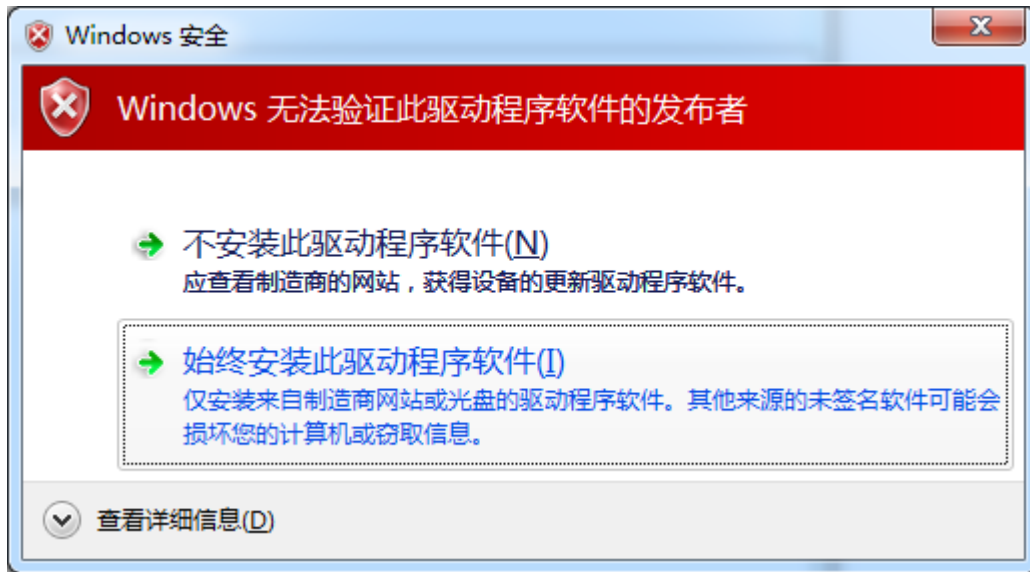 Windows 安全
Windows 无法验证此驱动程序软件的发布者
不安装此驱动程序软件(N)
应查看制造商的网站，获得设备的更新驱动程序软件。
始终安装此驱动程序软件(I)
仅安装来自制造商网站或光盘的驱动程序软件。其他来源的未签名软件可能会
损坏您的计算机或窃取信息。
查看详细信息(D)